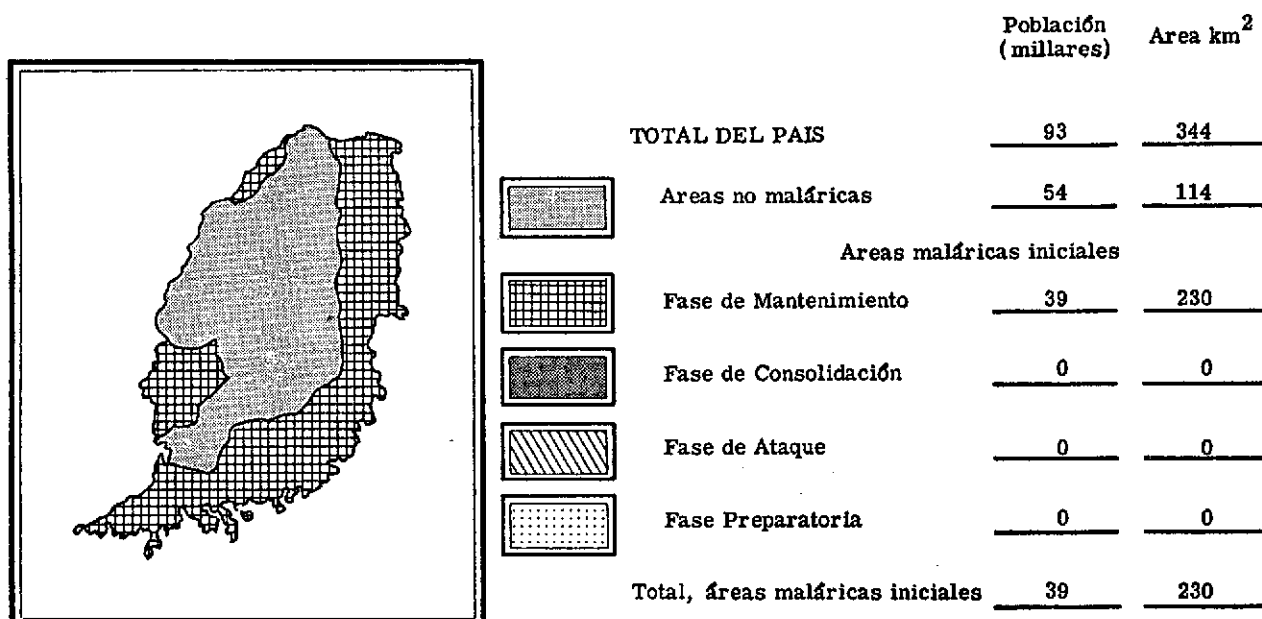 Población
(millares)
Area km²
TOTAL DEL PAIS 93 344
Areas no maláricas 54 114
Areas maláricas iniciales
Fase de Mantenimiento 39 230
Fase de Consolidación 0 0
Fase de Ataque 0 0
Fase Preparatoria 0 0
Total, áreas maláricas iniciales 39 230